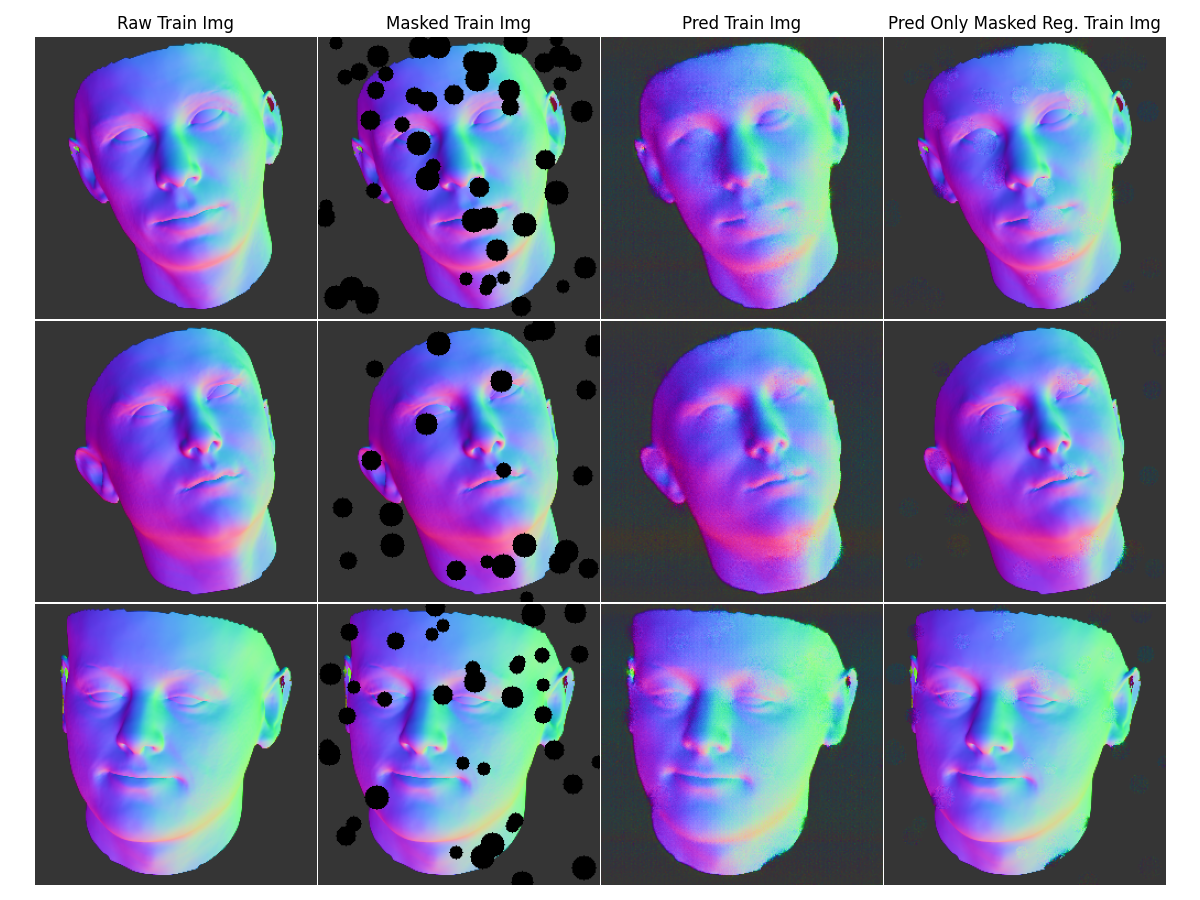 Raw Train Img
Masked Train Img
Pred Train Img
Pred Only Masked Reg. Train Img